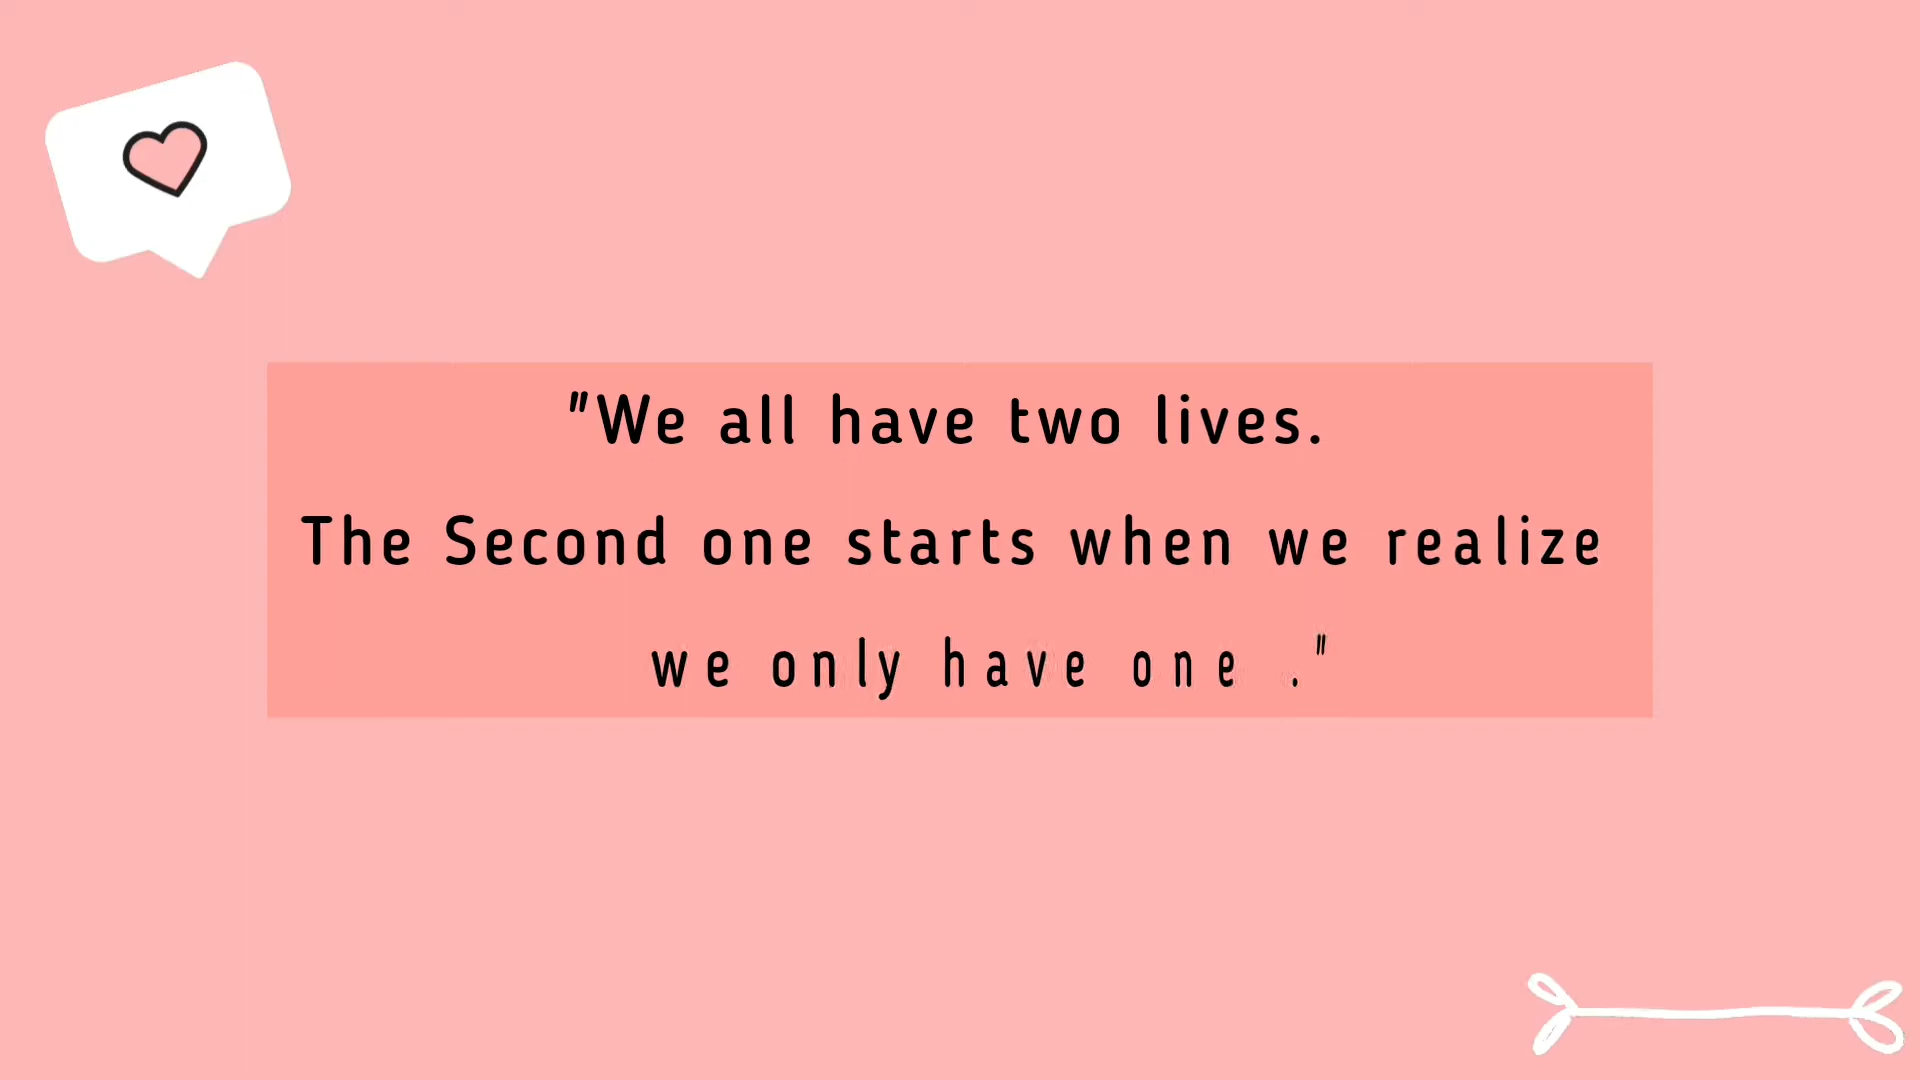 "We all have two lives.
The Second one starts when we realize
we only have one ."